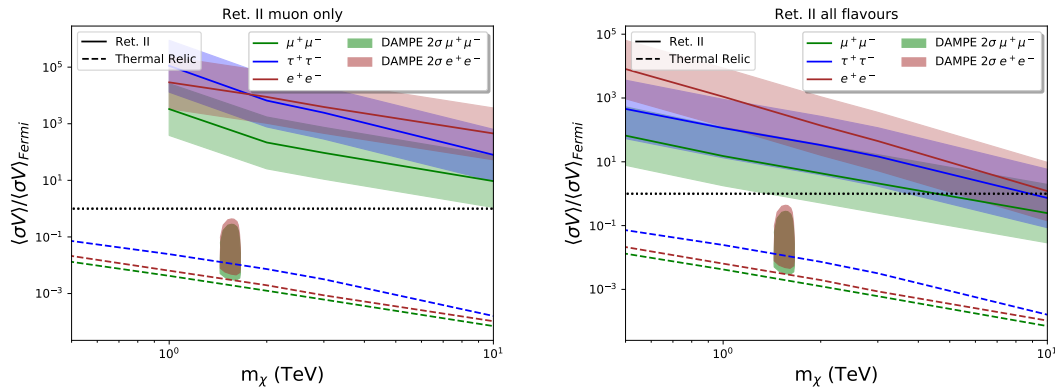 Ret. II muon only
Ret. II
Thermal Relic
μ⁺μ⁻
τ⁺τ⁻
e⁺e⁻
DAMPE 2σ μ⁺μ⁻
DAMPE 2σ e⁺e⁻
10⁵
10³
10¹
10⁻¹
10⁻³
⟨σV⟩/⟨σV⟩Fermi
10⁰
10¹
mχ (TeV)
Ret. II all flavours
Ret. II
Thermal Relic
μ⁺μ⁻
τ⁺τ⁻
e⁺e⁻
DAMPE 2σ μ⁺μ⁻
DAMPE 2σ e⁺e⁻
10⁵
10³
10¹
10⁻¹
10⁻³
⟨σV⟩/⟨σV⟩Fermi
10⁰
10¹
mχ (TeV)